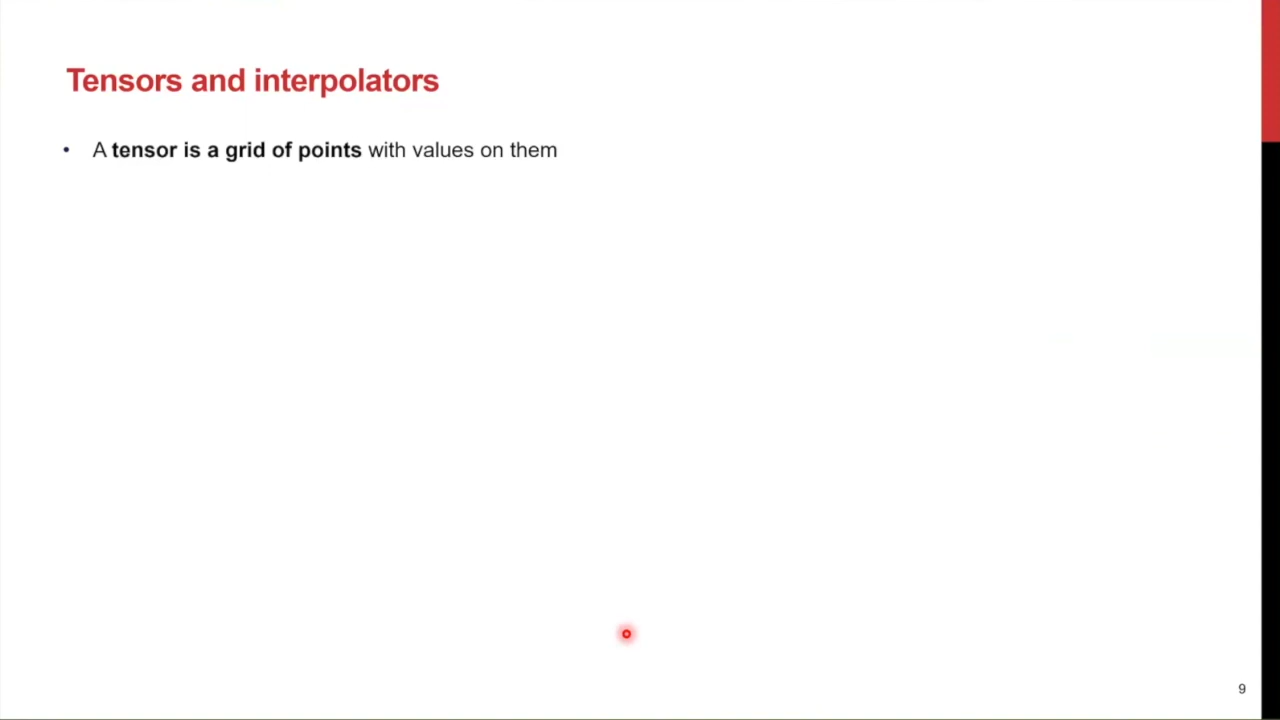 Tensors and interpolators
• A tensor is a grid of points with values on them
9